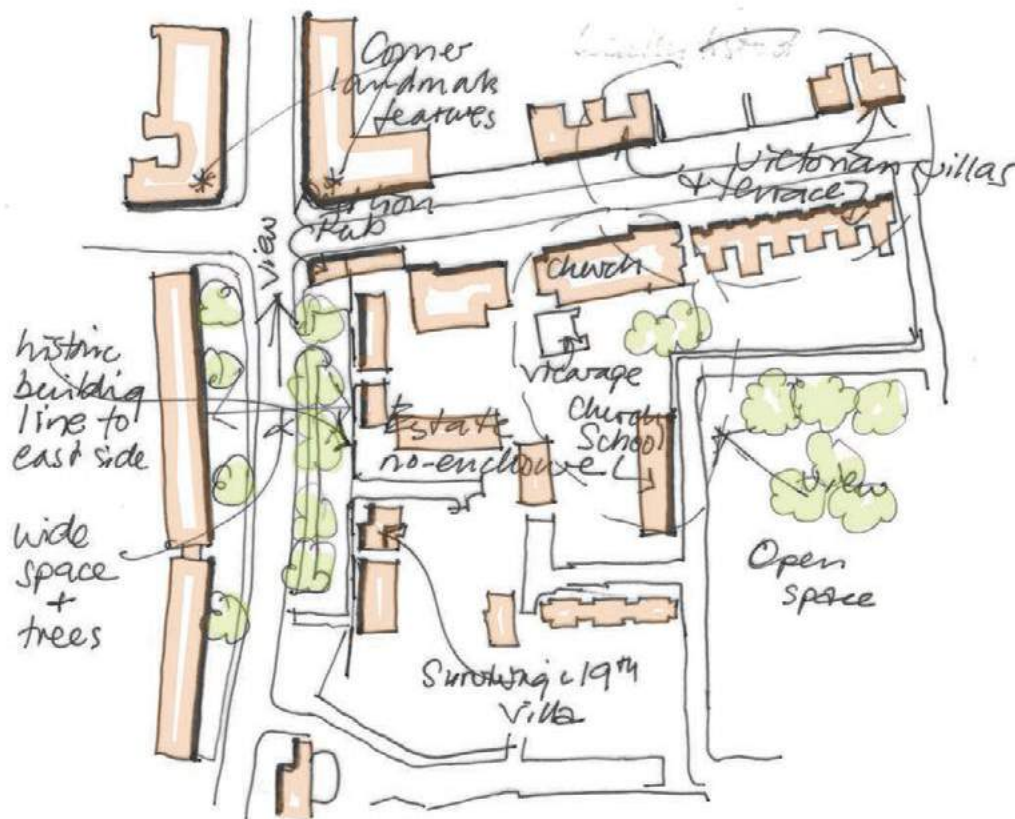 Corner
landmark
features
Victorian villas
+ terrace
Pub
View
Church
Vicarage
historic
building
line to
east side
Estate
no-enclosure
Church
School
View
wide
space
+
trees
Open
space
Surviving c19th
Villa